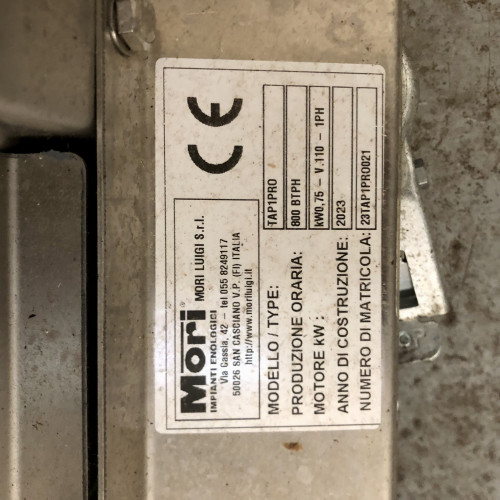 Mori®
IMPIANTI ENOLOGICI
MORI LUIGI S.r.l.
Via Cassia, 42 – tel 055 8249117
50026 SAN CASCIANO V.P. (FI) ITALIA
http://www.moriluigi.it
CE
MODÉLLO / TYPE: TAP1PRO
PRODUZIONE ORARIA: 800 BTPH
MOTORE kW : kW0,75 – V.110 – 1PH
ANNO DI COSTRUZIONE: 2023
NUMERO DI MATRICOLA: 23TAP1PRO021